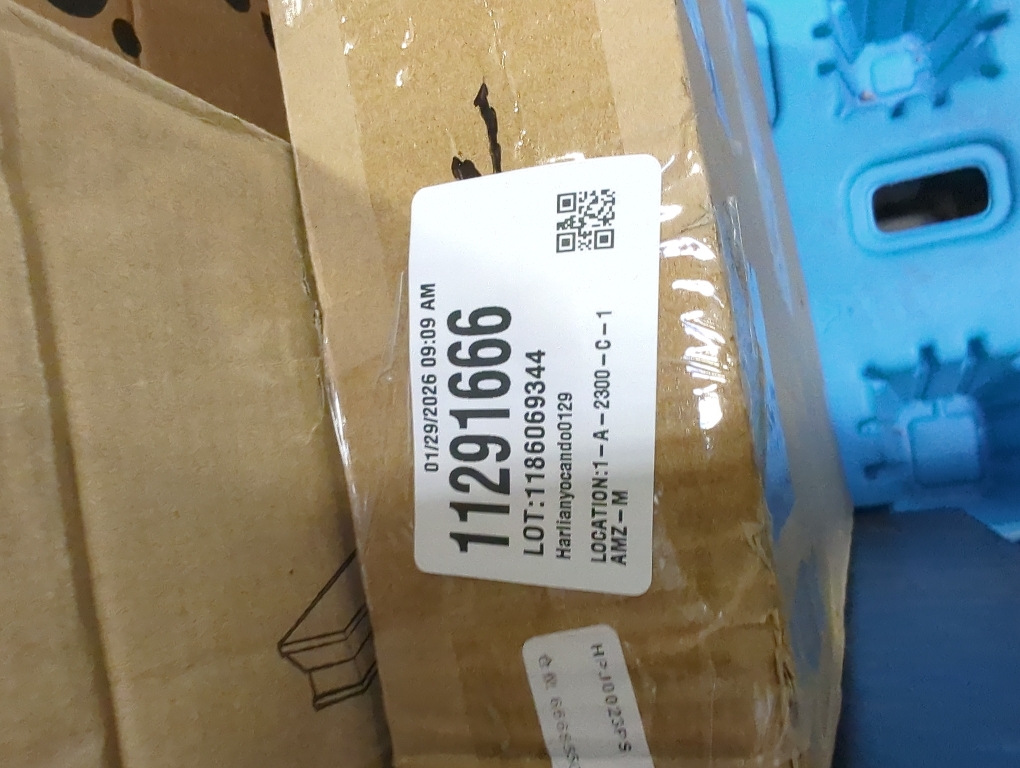 01/29/2026 09:09 AM
11291666
LOT:1186069344
Harlianyocando0129
LOCATION:1-A-2300-C-1
AMZ-M